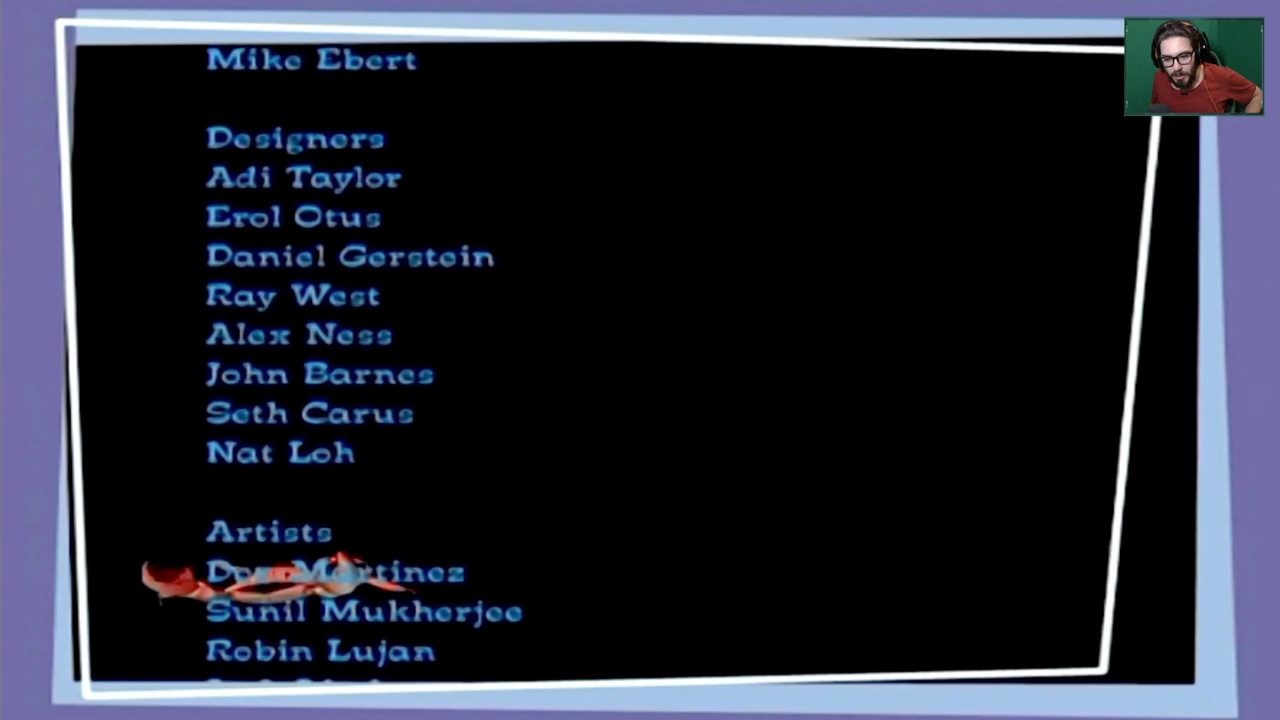 Mike Ebert
Designers
Adi Taylor
Erol Otus
Daniel Gerstein
Ray West
Alex Ness
John Barnes
Seth Carus
Nat Loh
Artists
Martinez
Sunil Mukherjee
Robin Lujan